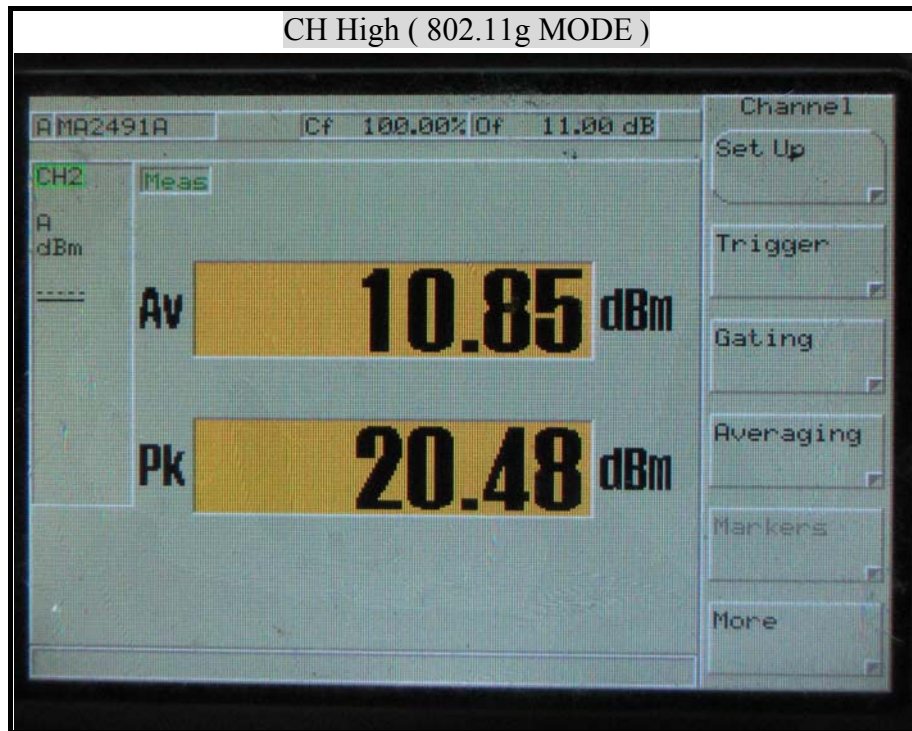 CH High ( 802.11g MODE )
A MA2491A Cf 100.00% Of 11.00 dB
Channel
Set Up
CH2
Meas
A
dBm
-----
Trigger
Av 10.85 dBm
Gating
Pk 20.48 dBm
Averaging
Markers
More